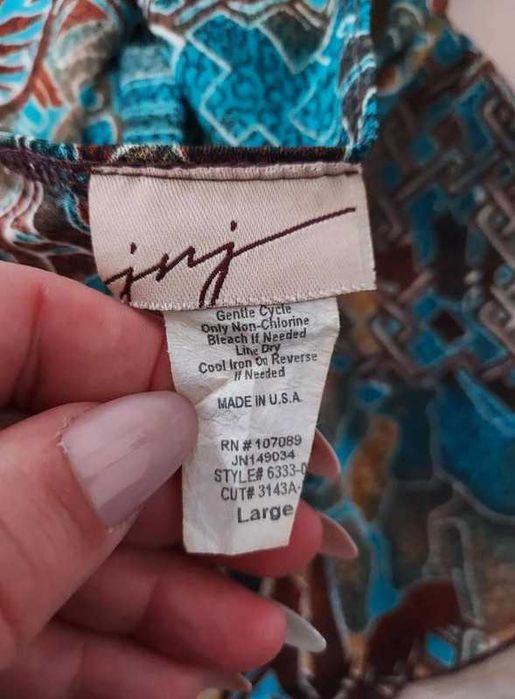 jnj
Gentle Cycle
Only Non-Chlorine
Bleach If Needed
Line Dry
Cool Iron On Reverse
If Needed
MADE IN U.S.A.
RN # 107089
JN149034
STYLE# 6333-
CUT# 3143A-
Large